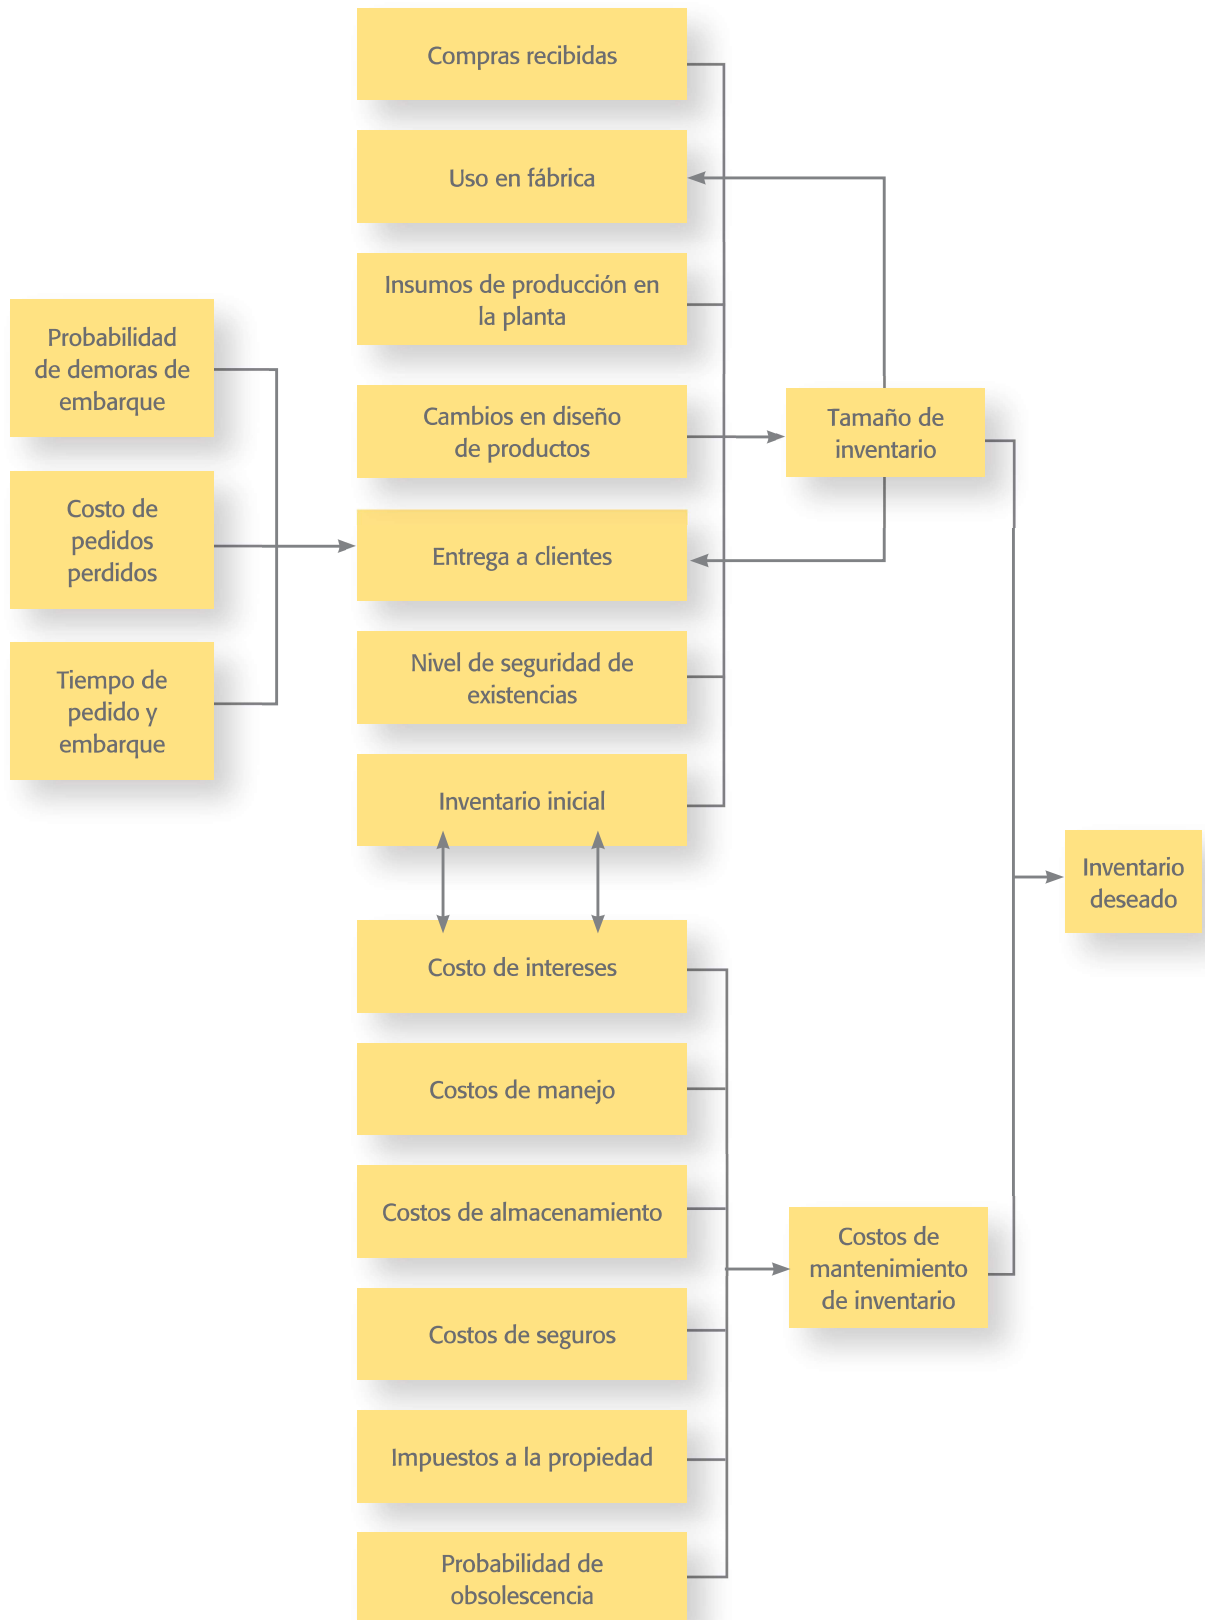 Compras recibidas
Uso en fábrica
Insumos de producción en
la planta
Probabilidad
de demoras de
embarque
Cambios en diseño
de productos
Tamaño de
inventario
Costo de
pedidos
perdidos
Entrega a clientes
Tiempo de
pedido y
embarque
Nivel de seguridad de
existencias
Inventario inicial
Inventario
deseado
Costo de intereses
Costos de manejo
Costos de almacenamiento
Costos de
mantenimiento
de inventario
Costos de seguros
Impuestos a la propiedad
Probabilidad de
obsolescencia